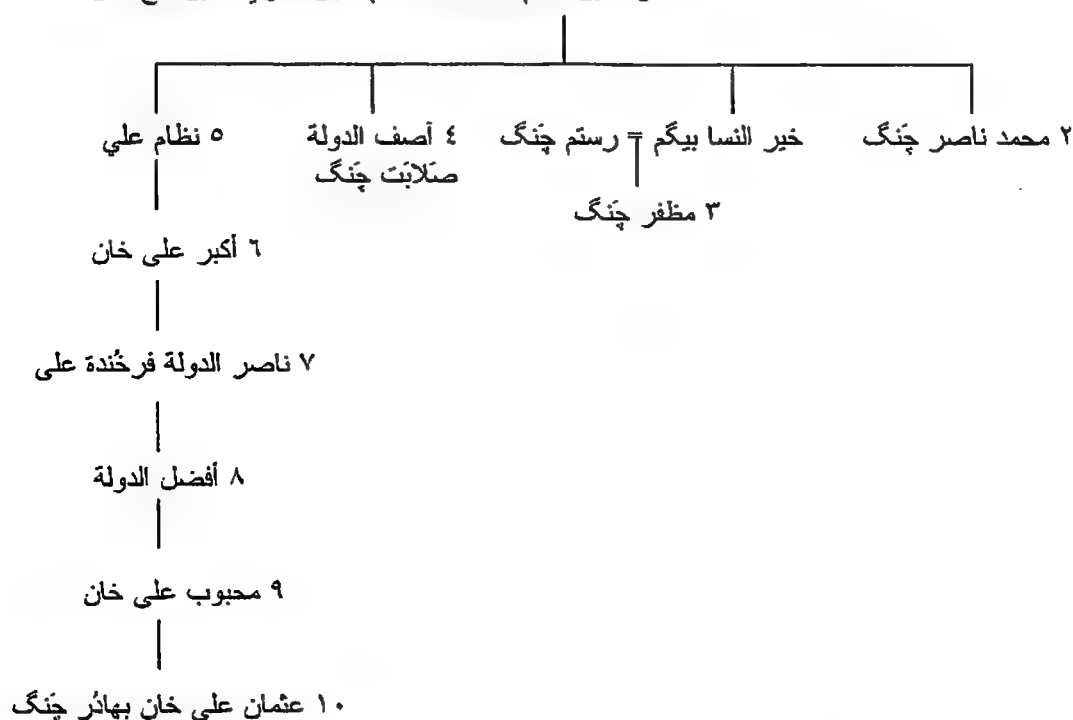 ٢ محمد ناصر چَنگ خير النسا بيگم = رستم چَنگ ٤ أصف الدولة ٥ نظام علي
صَلابَت چَنگ
٣ مظفر چَنگ
٦ أكبر على خان
٧ ناصر الدولة فرخُندة على
٨ أفضل الدولة
٩ محبوب على خان
١٠ عثمان على خان بهادُر چَنگ